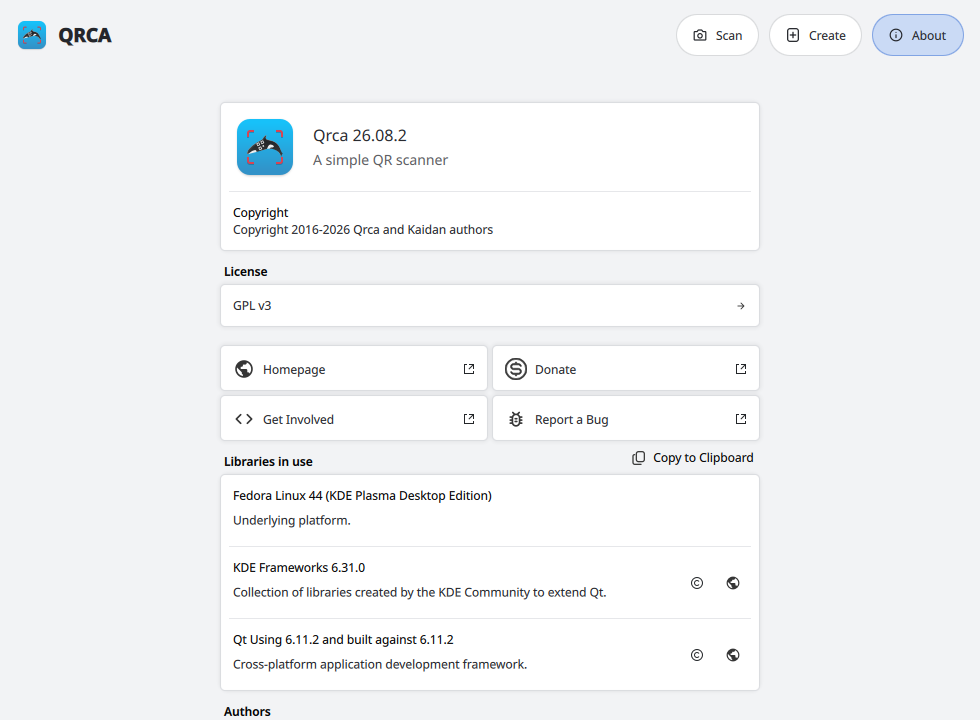 QRCA
Scan
Create
About
Qrca 26.08.2
A simple QR scanner
Copyright
Copyright 2016-2026 Qrca and Kaidan authors
License
GPL v3
Homepage
Donate
Get Involved
Report a Bug
Libraries in use
Copy to Clipboard
Fedora Linux 44 (KDE Plasma Desktop Edition)
Underlying platform.
KDE Frameworks 6.31.0
Collection of libraries created by the KDE Community to extend Qt.
Qt Using 6.11.2 and built against 6.11.2
Cross-platform application development framework.
Authors